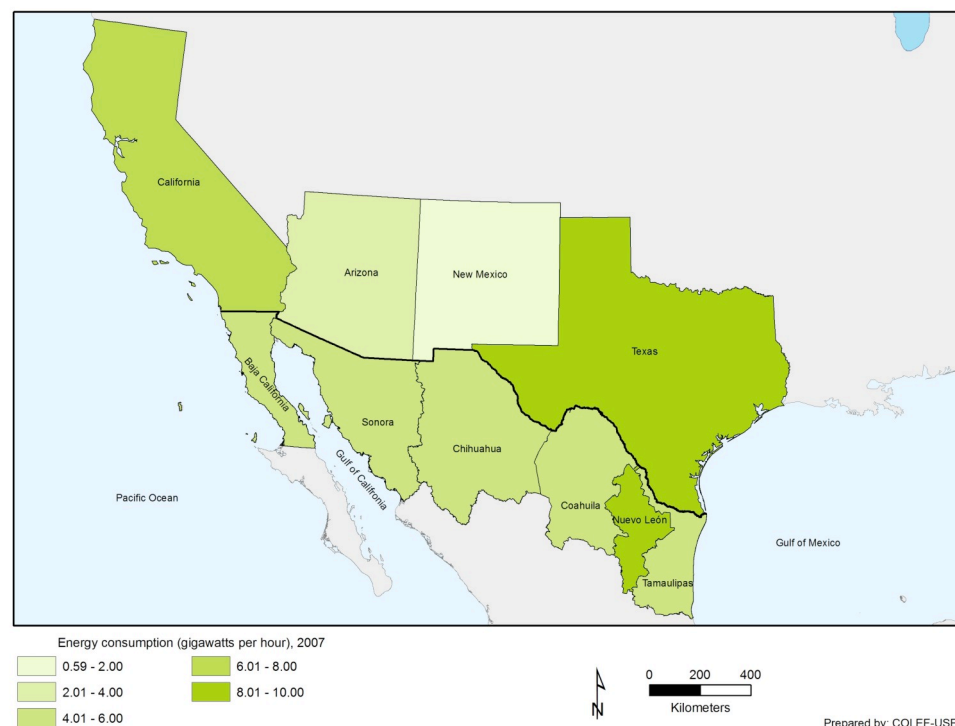 California
Arizona
New Mexico
Texas
Baja California
Sonora
Chihuahua
Gulf of California
Coahuila
Nuevo León
Tamaulipas
Pacific Ocean
Gulf of Mexico
Energy consumption (gigawatts per hour), 2007
0.59 - 2.00
2.01 - 4.00
4.01 - 6.00
6.01 - 8.00
8.01 - 10.00
N
0 200 400
Kilometers
Prepared by: COLEF-USE